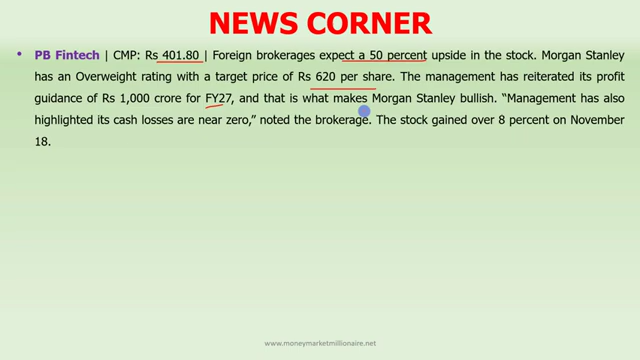 NEWS CORNER
• PB Fintech | CMP: Rs 401.80 | Foreign brokerages expect a 50 percent upside in the stock. Morgan Stanley
has an Overweight rating with a target price of Rs 620 per share. The management has reiterated its profit
guidance of Rs 1,000 crore for FY27, and that is what makes Morgan Stanley bullish. “Management has also
highlighted its cash losses are near zero,” noted the brokerage. The stock gained over 8 percent on November
18.
www.moneymarketmillionaire.net